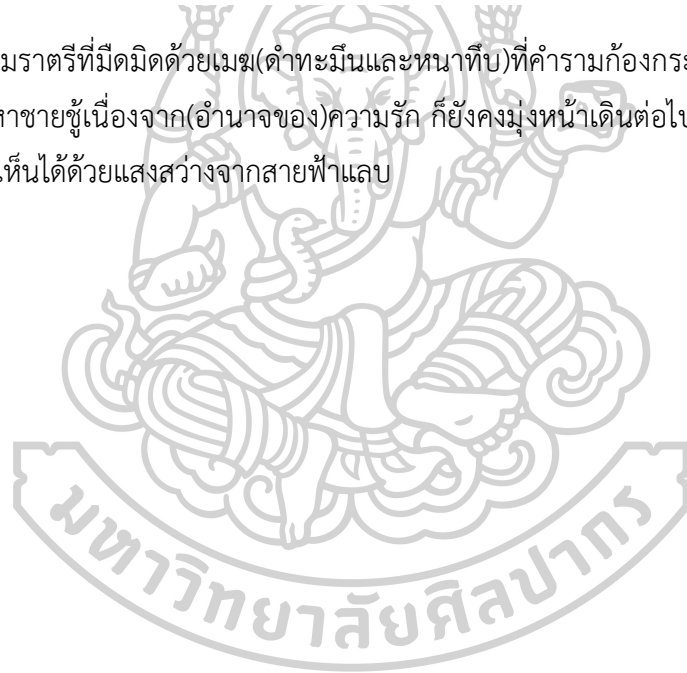 มราตรีที่มืดมิดด้วยเมฆ(ดำทะมึนและหนาทึบ)ที่คำรามก้องกระ
หาชายชู้เนื่องจาก(อำนาจของ)ความรัก ก็ยังคงมุ่งหน้าเดินต่อไป
เห็นได้ด้วยแสงสว่างจากสายฟ้าแลบ
มหาวิทยาลัยศิลปากร